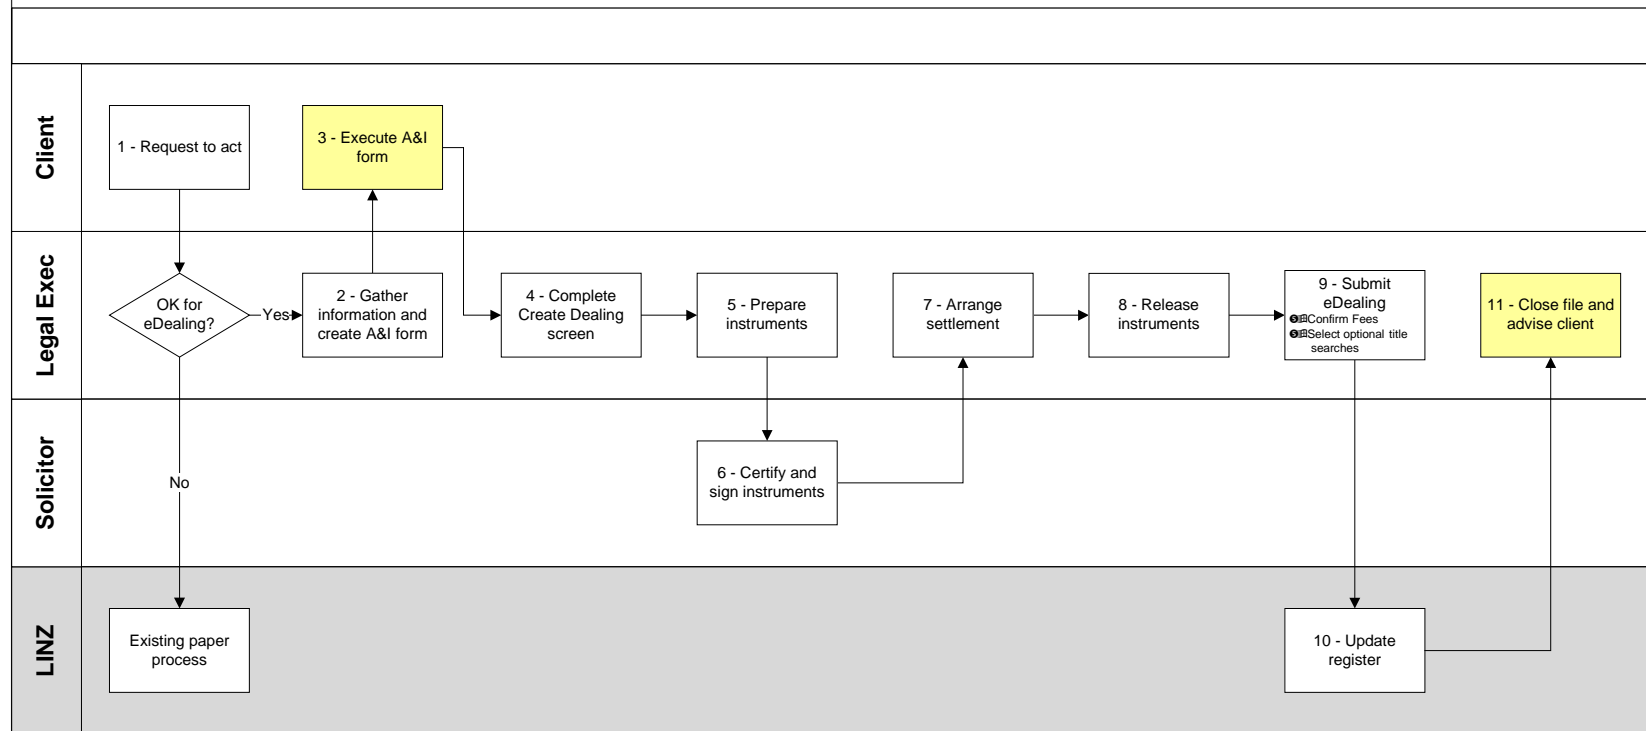 Client
1 - Request to act
3 - Execute A&I
form
Legal Exec
OK for
eDealing?
Yes
2 - Gather
information and
create A&I form
4 - Complete
Create Dealing
screen
5 - Prepare
instruments
7 - Arrange
settlement
8 - Release
instruments
9 - Submit
eDealing
Confirm Fees
Select optional title
searches
11 - Close file and
advise client
Solicitor
No
6 - Certify and
sign instruments
LINZ
Existing paper
process
10 - Update
register